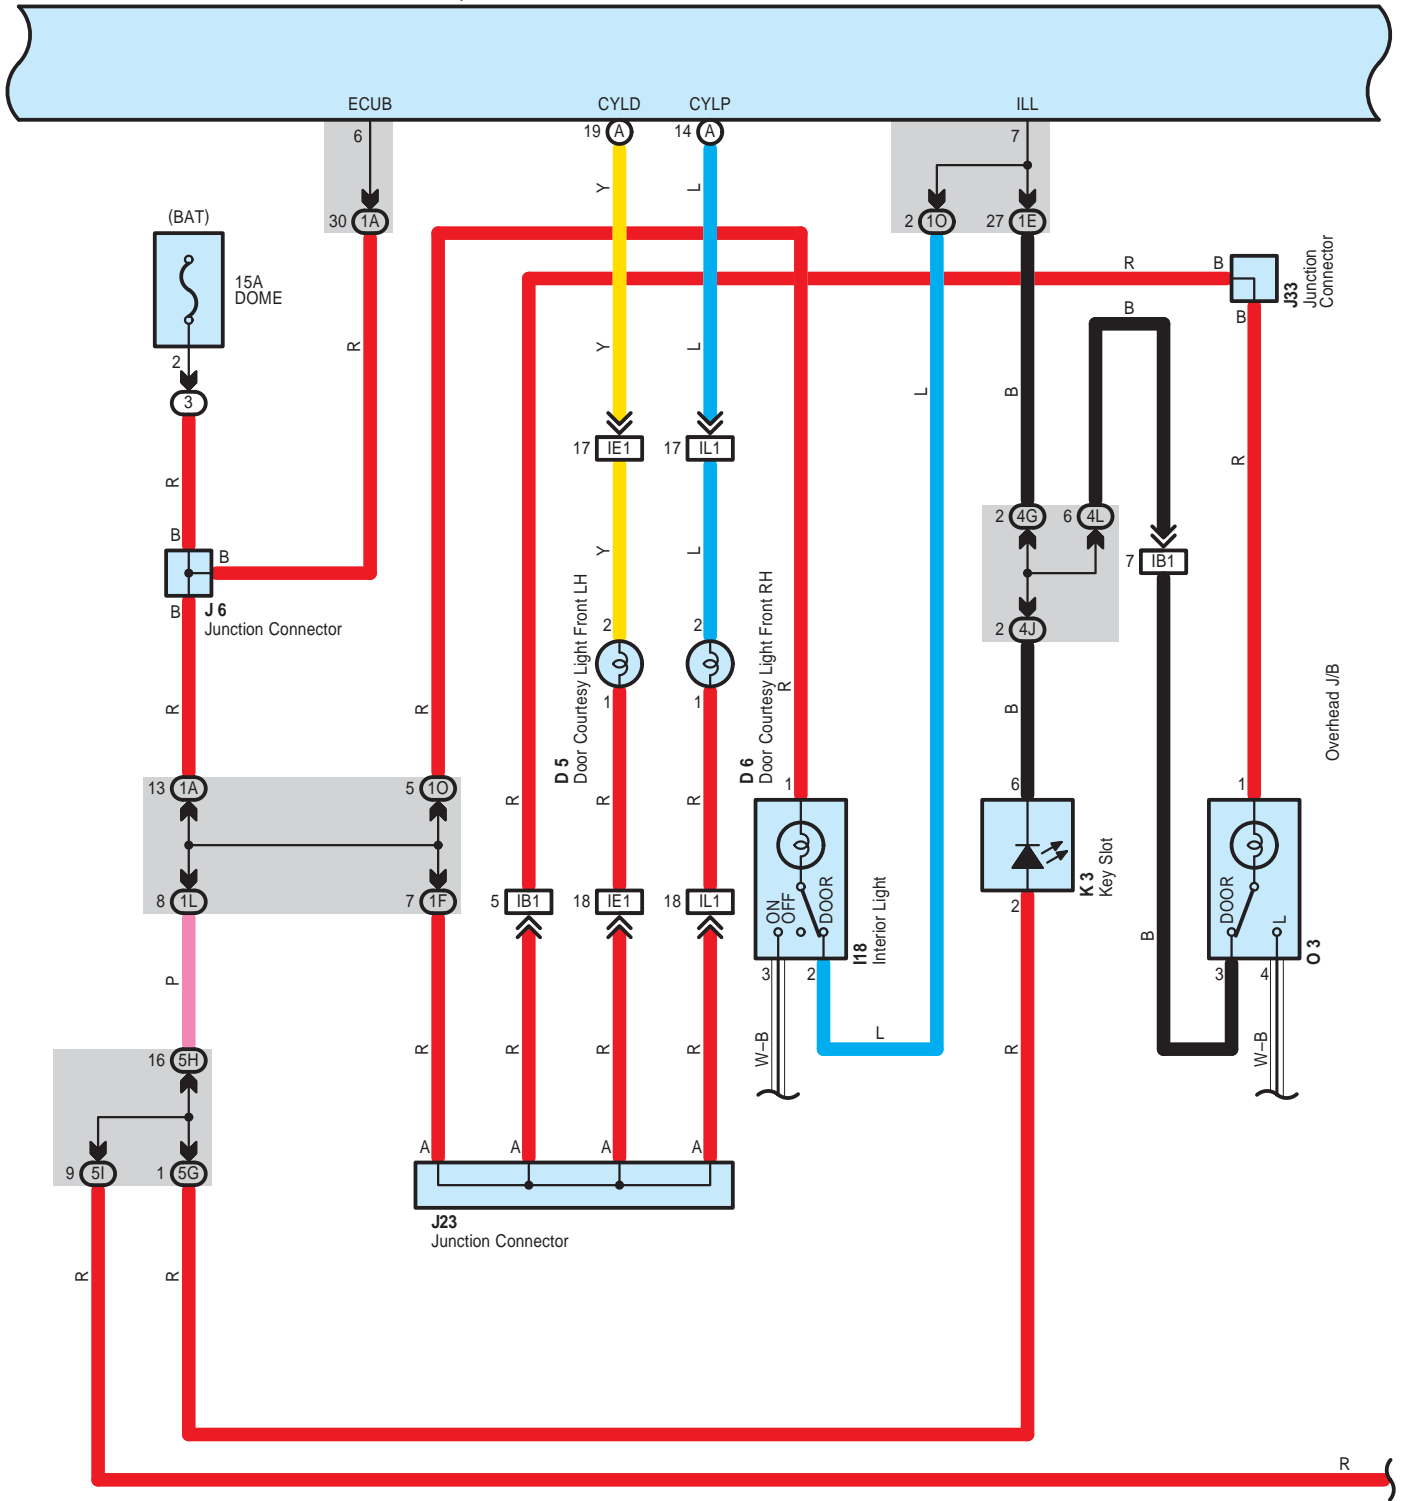 ECUB
CYLD
CYLP
ILL
6
19 A
14 A
7
Y
L
(BAT)
30 1A
2 1O
27 1E
15A
DOME
R
B
J33
Junction
Connector
B
B
2
R
Y
L
L
B
3
17 IE1
17 IL1
R
R
B
2 4G
6 4L
B
Y
L
7 IB1
B
J 6
Junction Connector
2
2
2 4J
D 5
Door Courtesy Light Front LH
D 6
Door Courtesy Light Front RH
R
1
1
R
R
B
Overhead J/B
13 1A
5 1O
R
R
R
1
6
1
K 3
Key Slot
8 1L
7 1F
5 IB1
18 IE1
18 IL1
ON
OFF
DOOR
I18
Interior Light
2
B
DOOR
L
O 3
P
3
2
3
4
16 5H
R
R
R
R
W–B
L
R
W–B
A
A
A
A
9 5I
1 5G
J23
Junction Connector
R
R
R